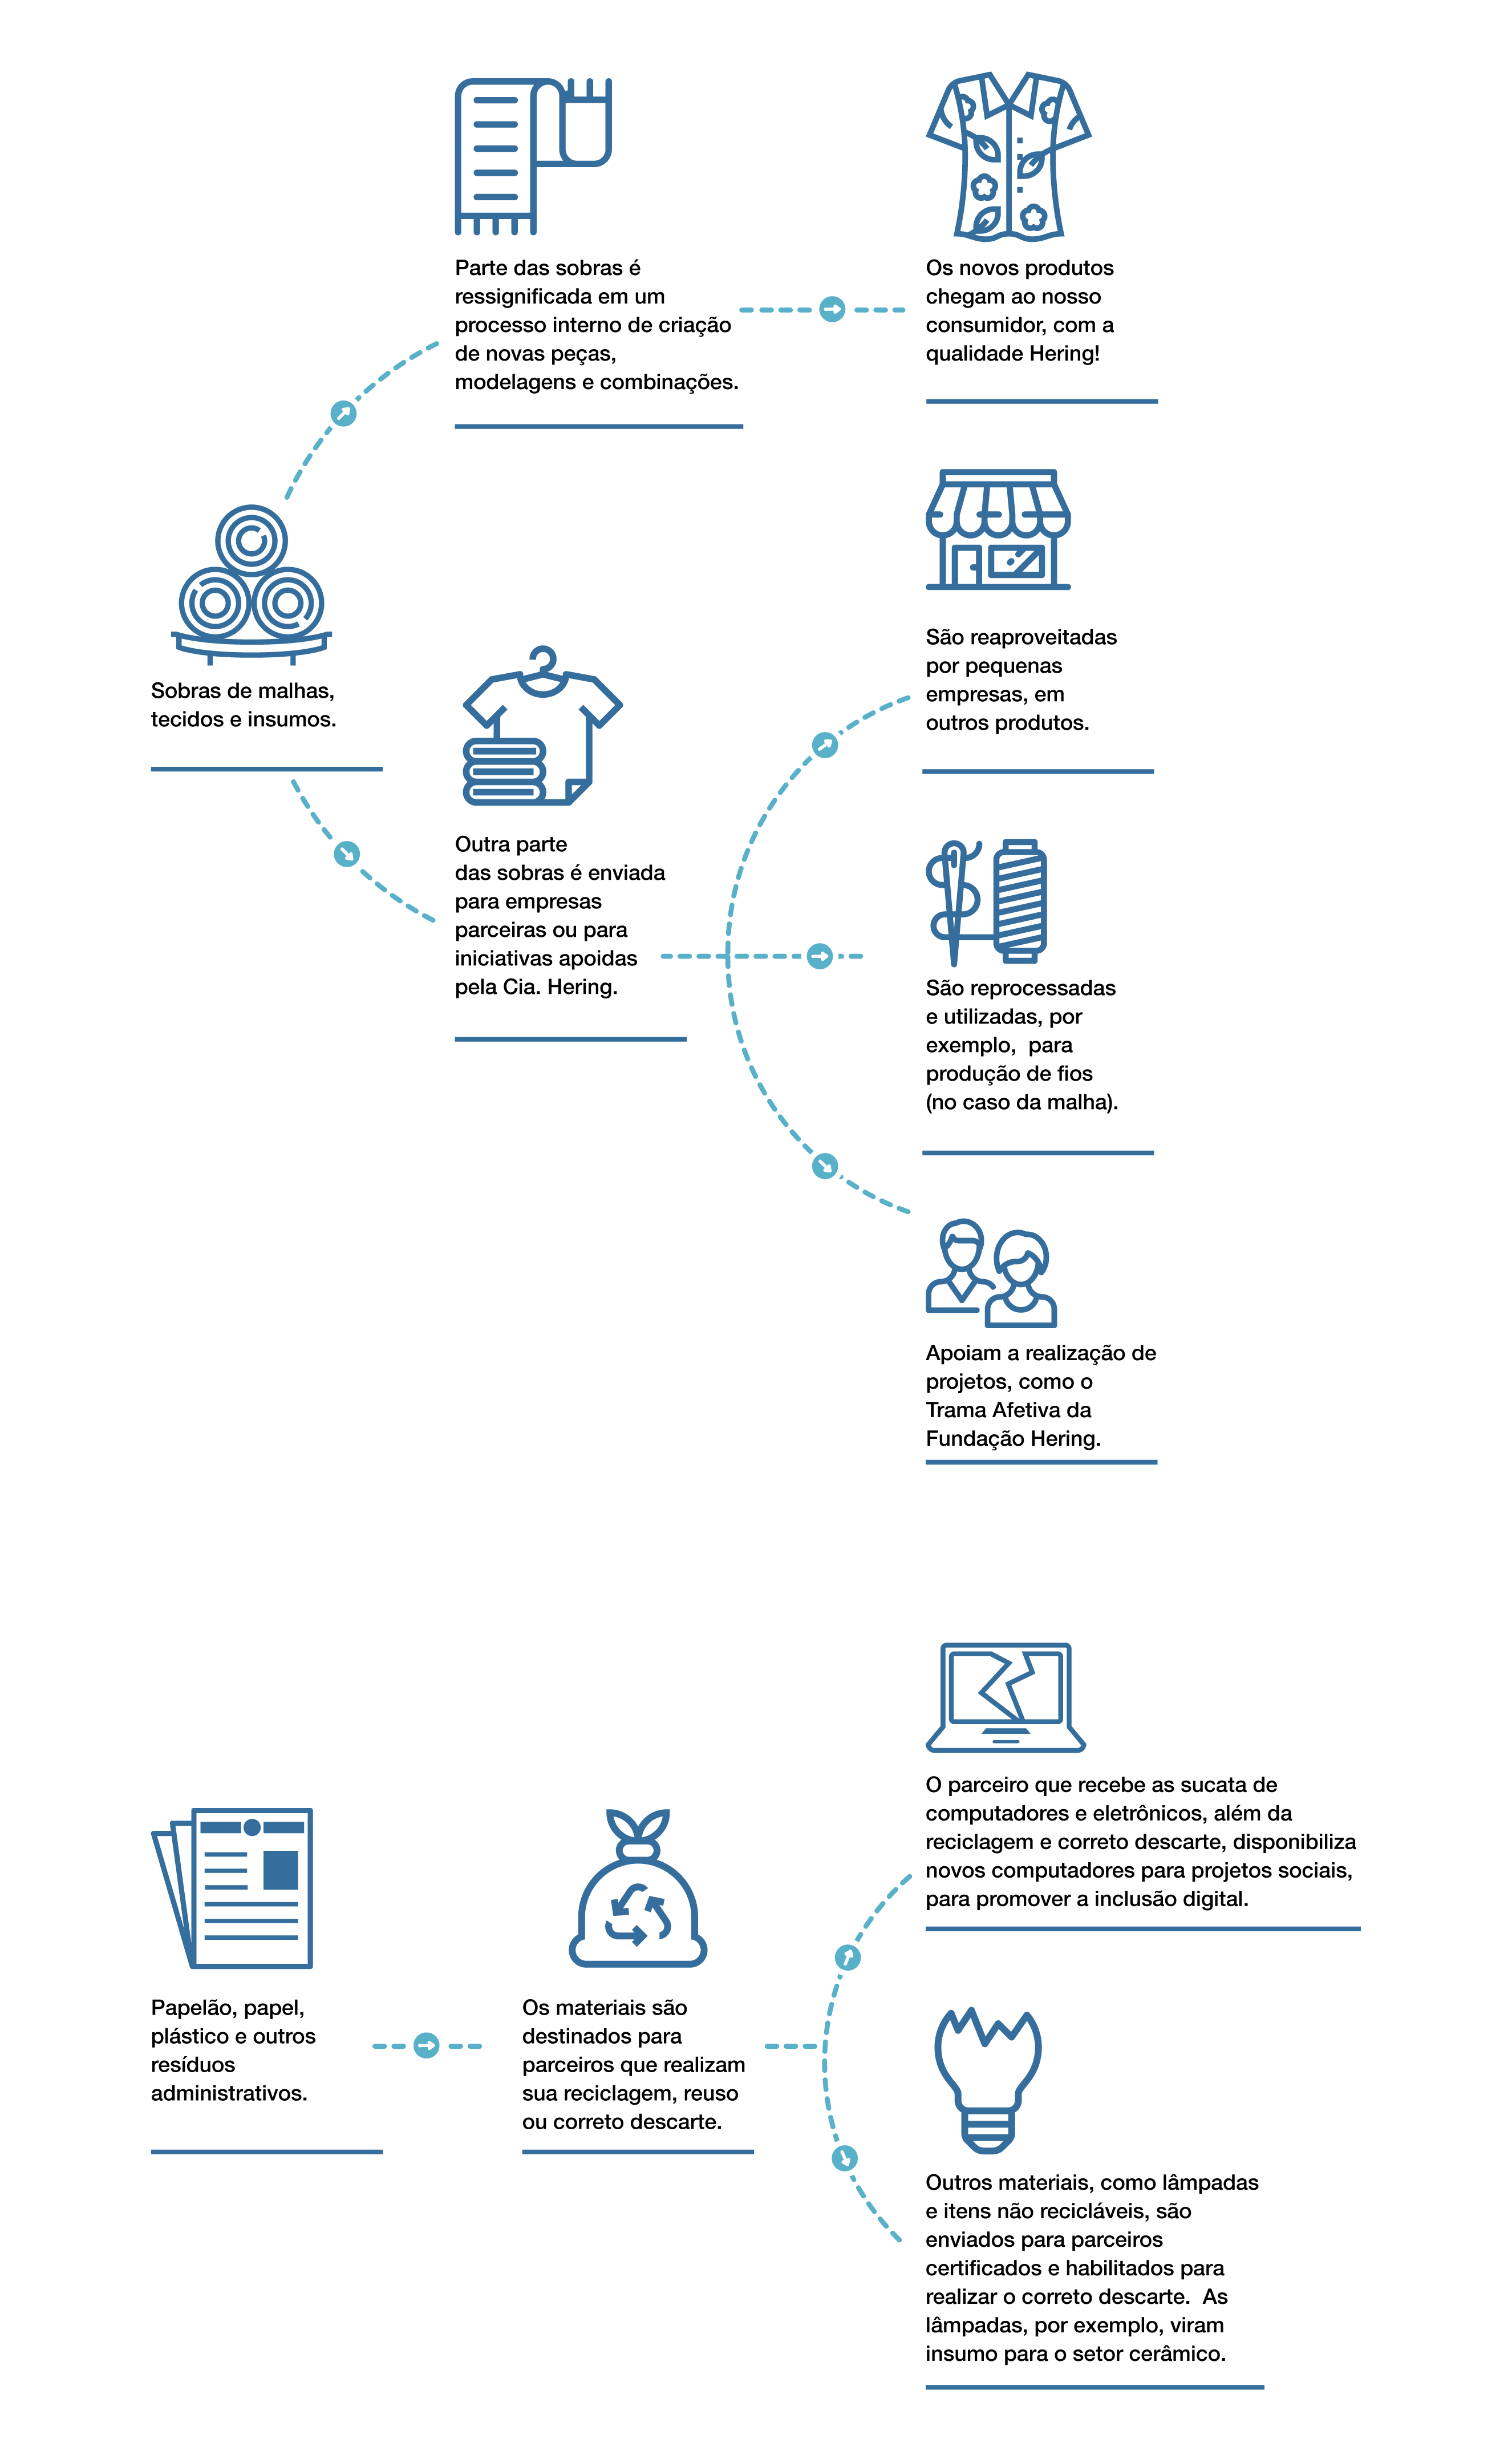 Parte das sobras é
ressignificada em um
processo interno de criação
de novas peças,
modelagens e combinações.
Os novos produtos
chegam ao nosso
consumidor, com a
qualidade Hering!
Sobras de malhas,
tecidos e insumos.
Outra parte
das sobras é enviada
para empresas
parceiras ou para
iniciativas apoidas
pela Cia. Hering.
São reaproveitadas
por pequenas
empresas, em
outros produtos.
São reprocessadas
e utilizadas, por
exemplo,  para
produção de fios
(no caso da malha).
Apoiam a realização de
projetos, como o
Trama Afetiva da
Fundação Hering.
Papelão, papel,
plástico e outros
resíduos
administrativos.
Os materiais são
destinados para
parceiros que realizam
sua reciclagem, reuso
ou correto descarte.
O parceiro que recebe as sucata de
computadores e eletrônicos, além da
reciclagem e correto descarte, disponibiliza
novos computadores para projetos sociais,
para promover a inclusão digital.
Outros materiais, como lâmpadas
e itens não recicláveis, são
enviados para parceiros
certificados e habilitados para
realizar o correto descarte.  As
lâmpadas, por exemplo, viram
insumo para o setor cerâmico.